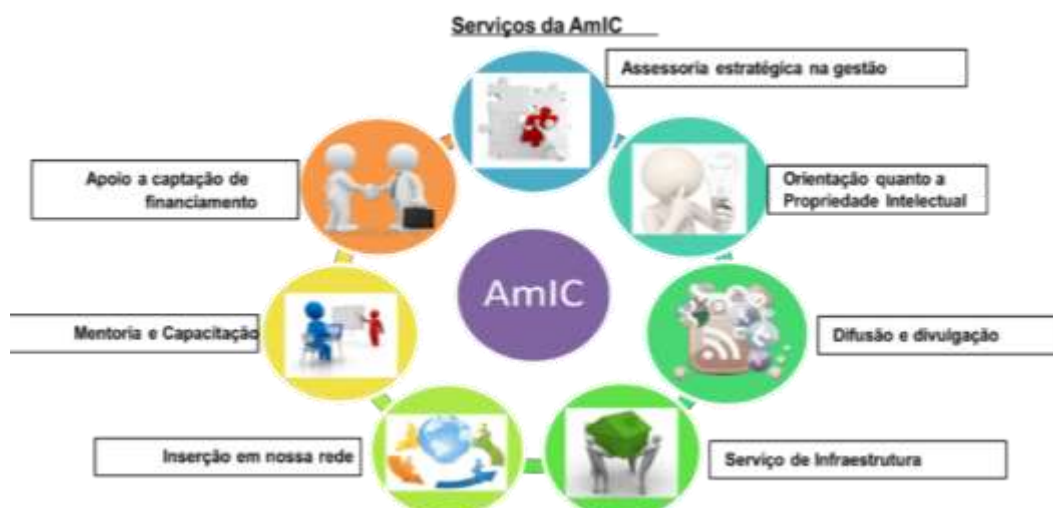 Serviços da AmIC
Assessoria estratégica na gestão
Apoio a captação de
financiamento
Orientação quanto a
Propriedade Intelectual
AmIC
Mentoria e Capacitação
Difusão e divulgação
Inserção em nossa rede
Serviço de Infraestrutura